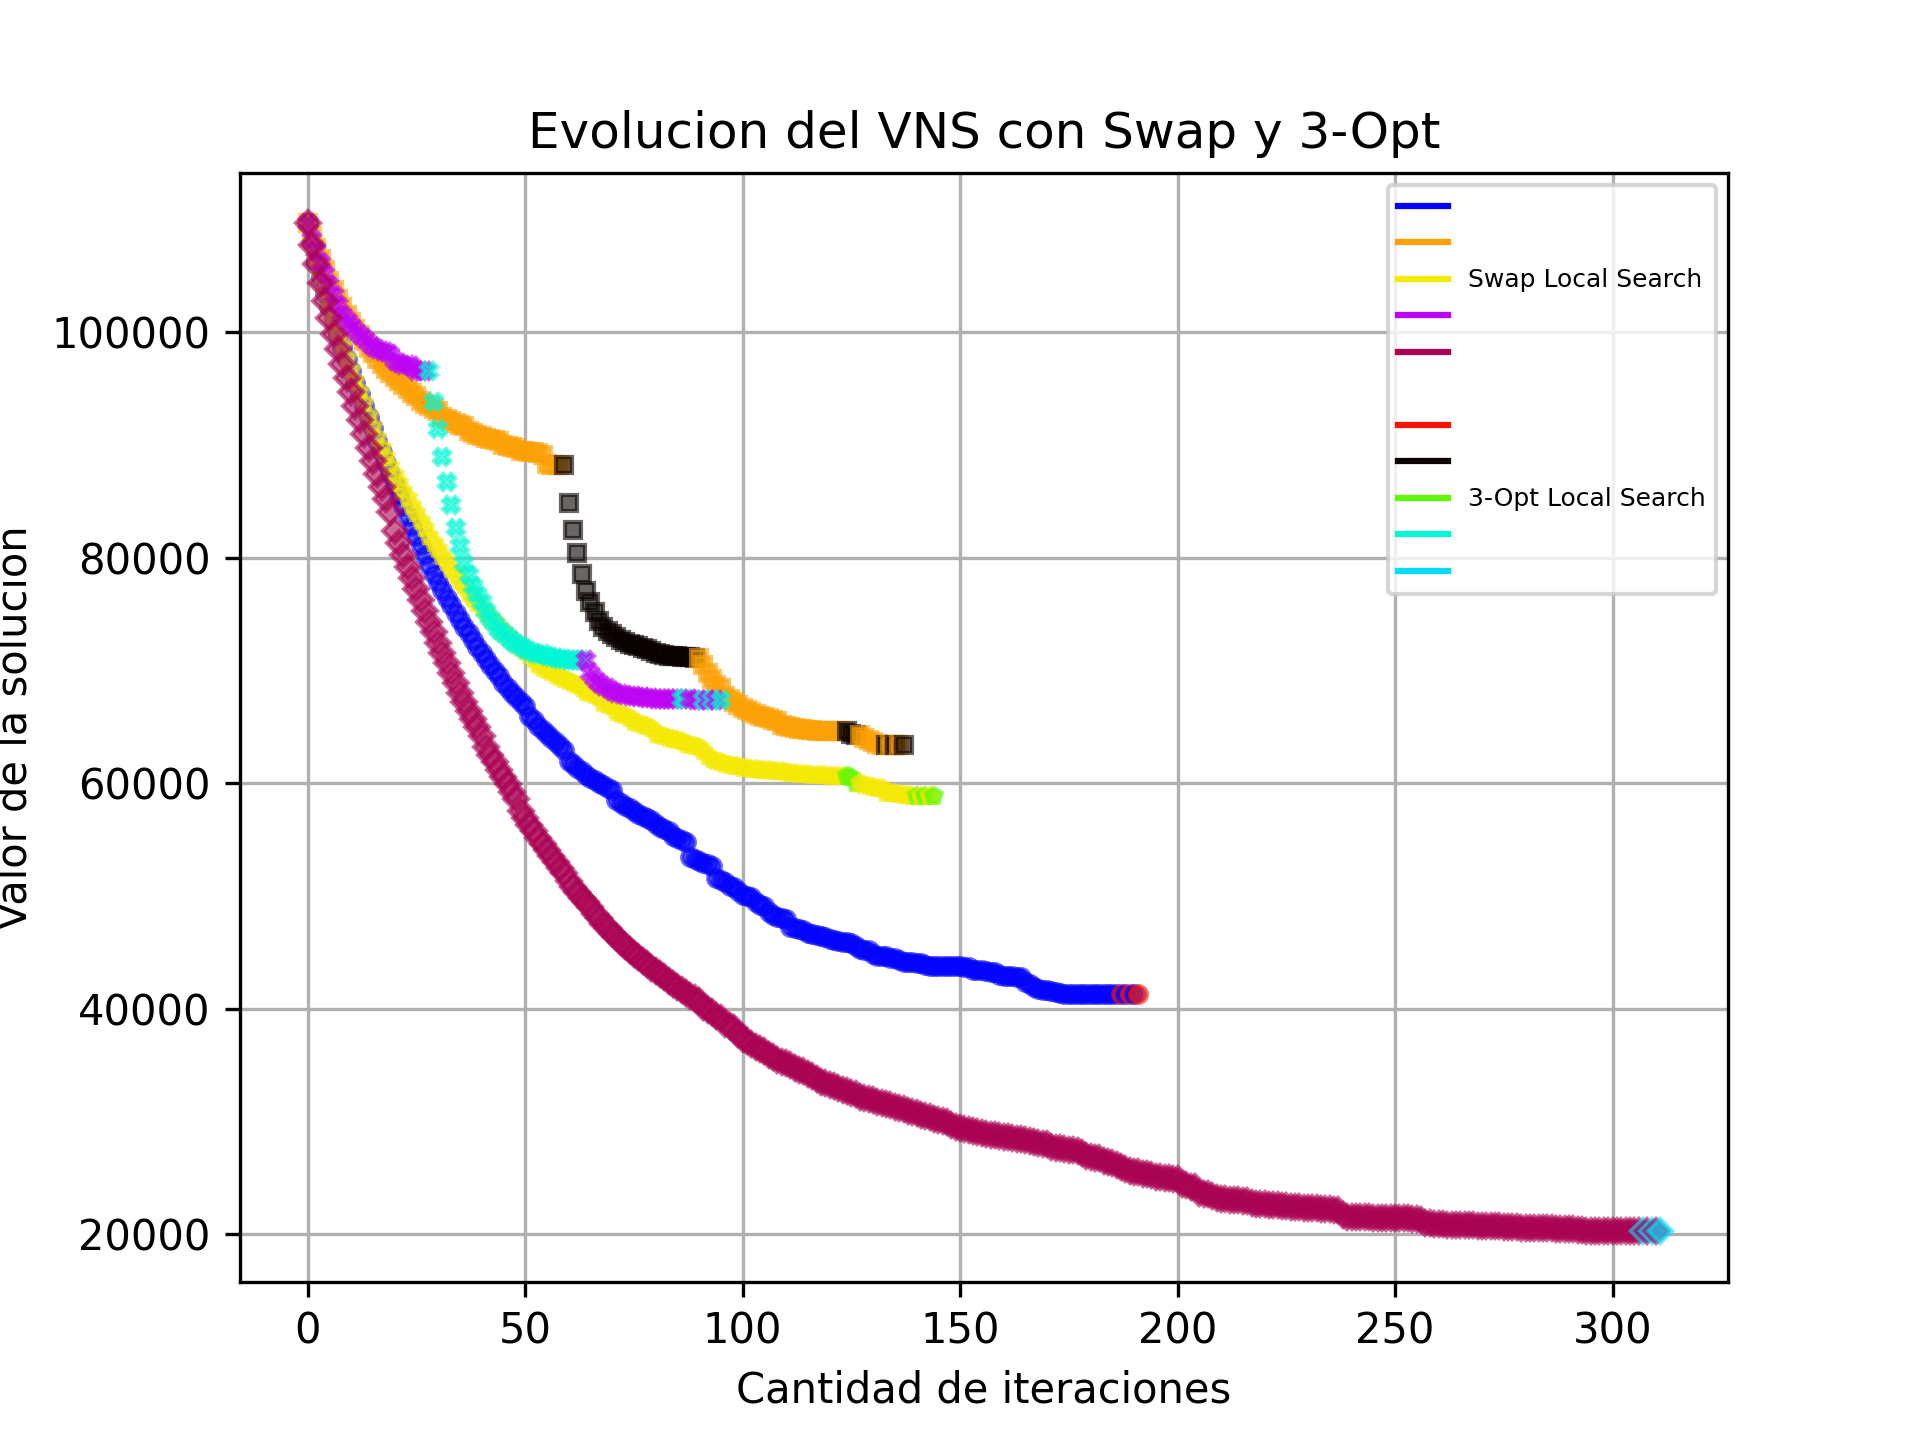 Evolucion del VNS con Swap y 3-Opt
Valor de la solucion
100000
80000
60000
40000
20000
0 50 100 150 200 250 300
Cantidad de iteraciones
Swap Local Search
3-Opt Local Search